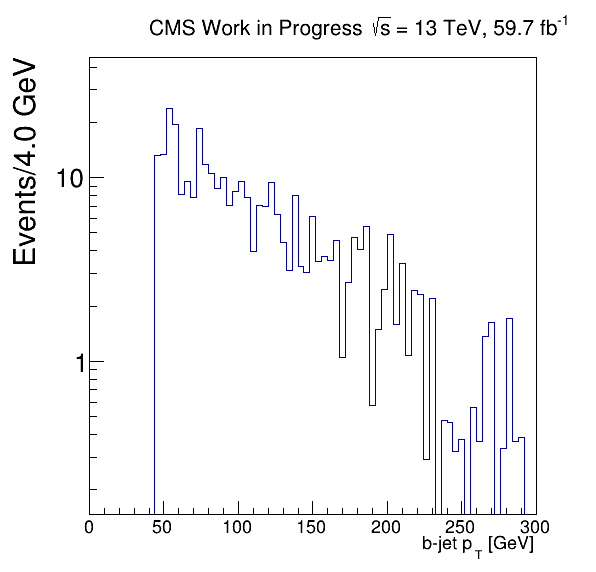 CMS Work in Progress √s = 13 TeV, 59.7 fb⁻¹
Events/4.0 GeV
10
1
0 50 100 150 200 250 300
b-jet p_T [GeV]